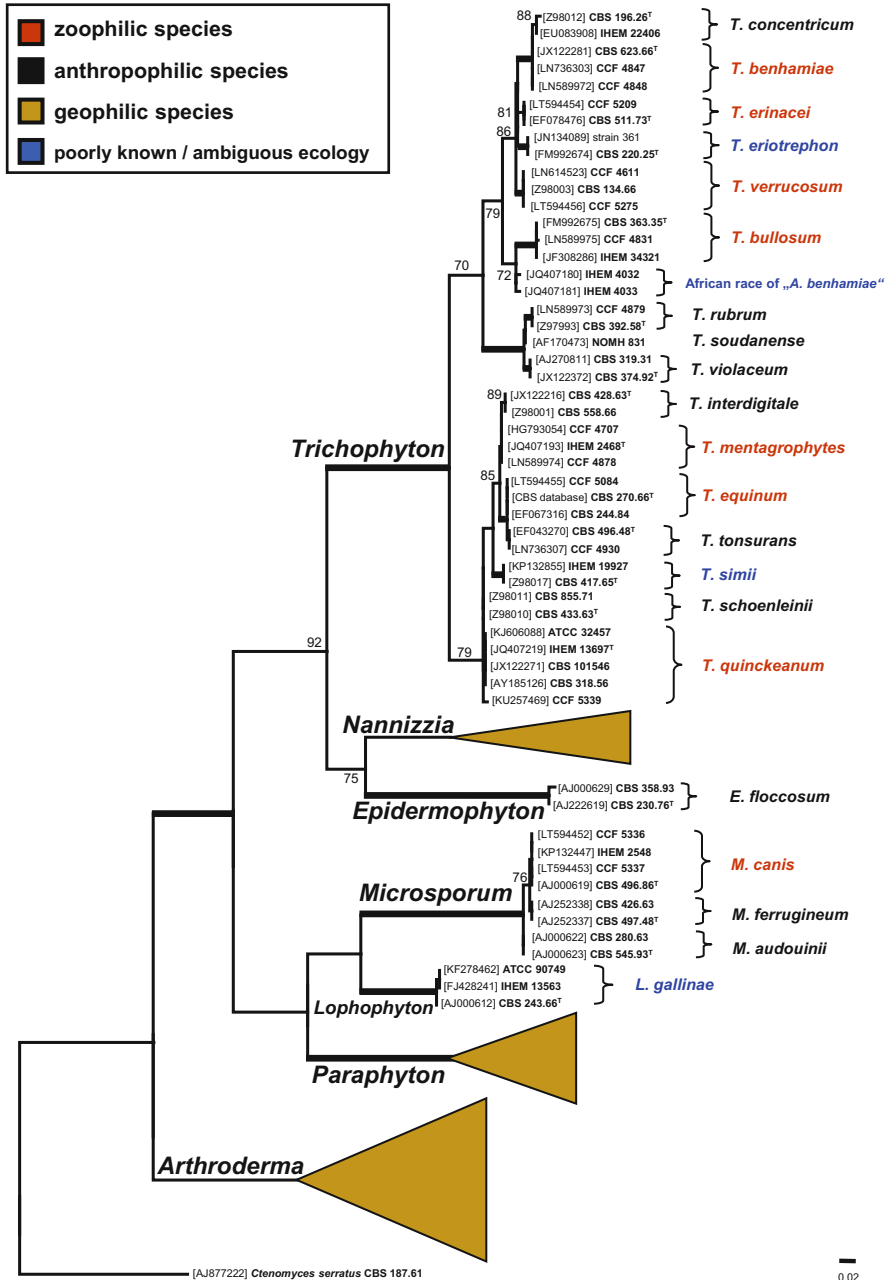 zoophilic species
anthropophilic species
geophilic species
poorly known / ambiguous ecology
88
[Z98012] CBS 196.26T
[EU083908] IHEM 22406
T. concentricum
[JX122281] CBS 623.66T
[LN736303] CCF 4847
[LN589972] CCF 4848
T. benhamiae
81
[LT594454] CCF 5209
[EF078476] CBS 511.73T
T. erinacei
86
[JN134089] strain 361
[FM992674] CBS 220.25T
T. eriotrephon
[LN614523] CCF 4611
[Z98003] CBS 134.66
[LT594456] CCF 5275
T. verrucosum
79
[FM992675] CBS 363.35T
[LN589975] CCF 4831
[JF308286] IHEM 34321
T. bullosum
72
[JQ407180] IHEM 4032
[JQ407181] IHEM 4033
African race of „A. benhamiae“
70
[LN589973] CCF 4879
[Z97993] CBS 392.58T
T. rubrum
[AF170473] NOMH 831
T. soudanense
[AJ270811] CBS 319.31
[JX122372] CBS 374.92T
T. violaceum
89
[JX122216] CBS 428.63T
[Z98001] CBS 558.66
T. interdigitale
Trichophyton
[HG793054] CCF 4707
[JQ407193] IHEM 2468T
[LN589974] CCF 4878
T. mentagrophytes
85
[LT594455] CCF 5084
[CBS database] CBS 270.66T
[EF067316] CBS 244.84
T. equinum
[EF043270] CBS 496.48T
[LN736307] CCF 4930
T. tonsurans
[KP132855] IHEM 19927
[Z98017] CBS 417.65T
T. simii
[Z98011] CBS 855.71
[Z98010] CBS 433.63T
T. schoenleinii
92
79
[KJ606088] ATCC 32457
[JQ407219] IHEM 13697T
[JX122271] CBS 101546
[AY185126] CBS 318.56
[KU257469] CCF 5339
T. quinckeanum
Nannizzia
75
[AJ000629] CBS 358.93
[AJ222619] CBS 230.76T
E. floccosum
Epidermophyton
[LT594452] CCF 5336
[KP132447] IHEM 2548
[LT594453] CCF 5337
[AJ000619] CBS 496.86T
M. canis
76
Microsporum
[AJ252338] CBS 426.63
[AJ252337] CBS 497.48T
M. ferrugineum
[AJ000622] CBS 280.63
[AJ000623] CBS 545.93T
M. audouinii
[KF278462] ATCC 90749
[FJ428241] IHEM 13563
[AJ000612] CBS 243.66T
L. gallinae
Lophophyton
Paraphyton
Arthroderma
[AJ877222] Ctenomyces serratus CBS 187.61
0.02